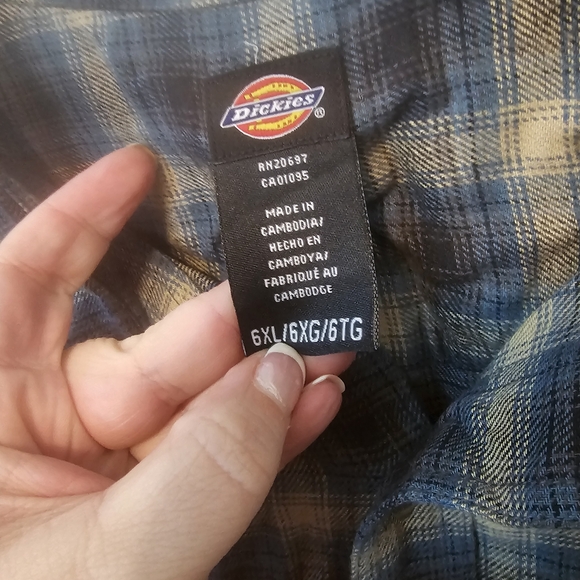 Dickies®
RN20697
CA01095
MADE IN
CAMBODIA/
HECHO EN
CAMBOYA/
FABRIQUÉ AU
CAMBODGE
6XL/6XG/6TG